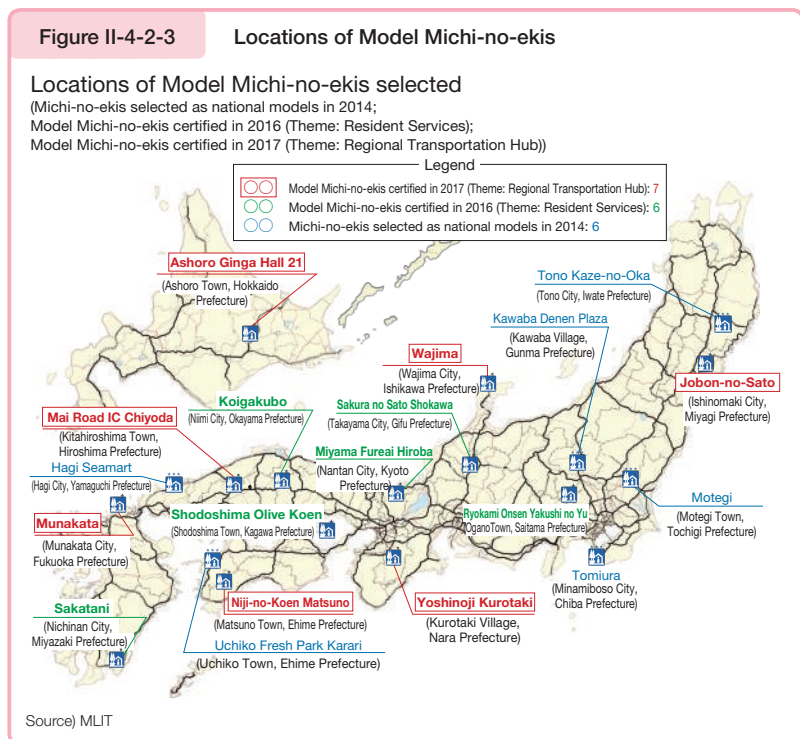 Figure II-4-2-3
Locations of Model Michi-no-ekis
Locations of Model Michi-no-ekis selected
(Michi-no-ekis selected as national models in 2014;
Model Michi-no-ekis certified in 2016 (Theme: Resident Services);
Model Michi-no-ekis certified in 2017 (Theme: Regional Transportation Hub))
Legend
○○ Model Michi-no-ekis certified in 2017 (Theme: Regional Transportation Hub): 7
○○ Model Michi-no-ekis certified in 2016 (Theme: Resident Services): 6
○○ Michi-no-ekis selected as national models in 2014: 6
Ashoro Ginga Hall 21
(Ashoro Town, Hokkaido
Prefecture)
Tono Kaze-no-Oka
(Tono City, Iwate Prefecture)
Kawaba Denen Plaza
(Kawaba Village,
Gunma Prefecture)
Wajima
(Wajima City,
Ishikawa Prefecture)
Jobon-no-Sato
(Ishinomaki City,
Miyagi Prefecture)
Koigakubo
(Niimi City, Okayama Prefecture)
Sakura no Sato Shokawa
(Takayama City, Gifu Prefecture)
Mai Road IC Chiyoda
(Kitahiroshima Town,
Hiroshima Prefecture)
Miyama Fureai Hiroba
(Nantan City, Kyoto
Prefecture)
Hagi Seamart
(Hagi City, Yamaguchi Prefecture)
Motegi
(Motegi Town,
Tochigi Prefecture)
Shodoshima Olive Koen
(Shodoshima Town, Kagawa Prefecture)
Ryokami Onsen Yakushi no Yu
(OganoTown, Saitama Prefecture)
Munakata
(Munakata City,
Fukuoka Prefecture)
Tomiura
(Minamiboso City,
Chiba Prefecture)
Niji-no-Koen Matsuno
(Matsuno Town, Ehime Prefecture)
Yoshinoji Kurotaki
(Kurotaki Village,
Nara Prefecture)
Sakatani
(Nichinan City,
Miyazaki Prefecture)
Uchiko Fresh Park Karari
(Uchiko Town, Ehime Prefecture)
Source) MLIT